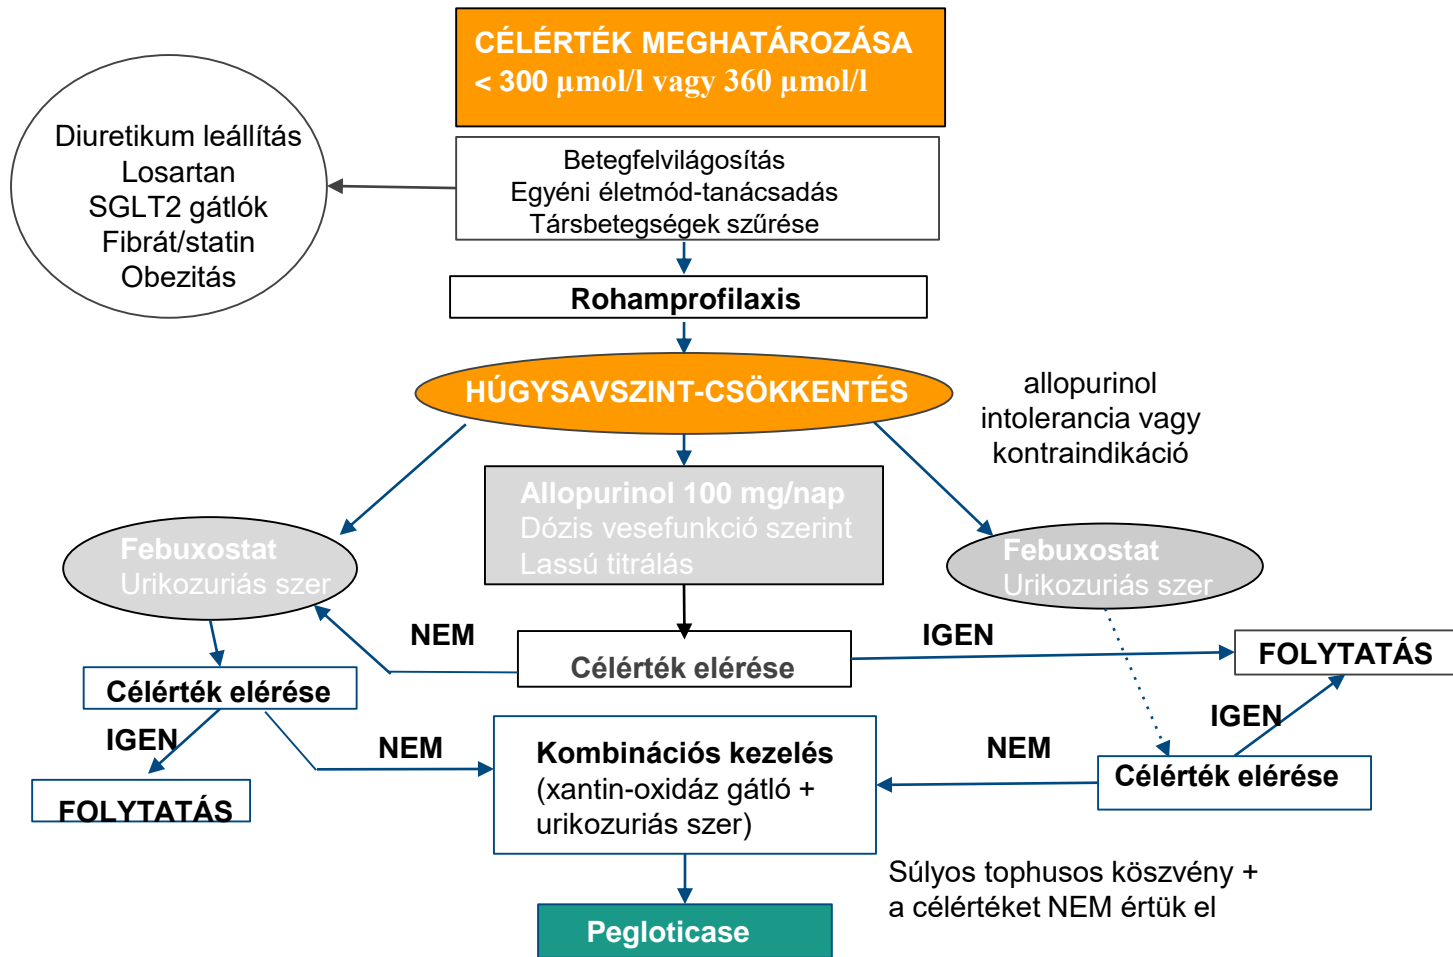 CÉLÉRTÉK MEGHATÁROZÁSA
< 300 µmol/l vagy 360 µmol/l
Diuretikum leállítás
Losartan
SGLT2 gátlók
Fibrát/statin
Obezitás
Betegfelvilágosítás
Egyéni életmód-tanácsadás
Társbetegségek szűrése
Rohamprofilaxis
HÚGYSAVSZINT-CSÖKKENTÉS
allopurinol
intolerancia vagy
kontraindikáció
Febuxostat
Urikozuriás szer
Allopurinol 100 mg/nap
Dózis vesefunkció szerint
Lassú titrálás
Febuxostat
Urikozuriás szer
NEM
Célérték elérése
IGEN
FOLYTATÁS
Célérték elérése
IGEN
NEM
FOLYTATÁS
Kombinációs kezelés
(xantin-oxidáz gátló +
urikozuriás szer)
NEM
IGEN
Célérték elérése
Súlyos tophusos köszvény +
a célértéket NEM értük el
Pegloticase